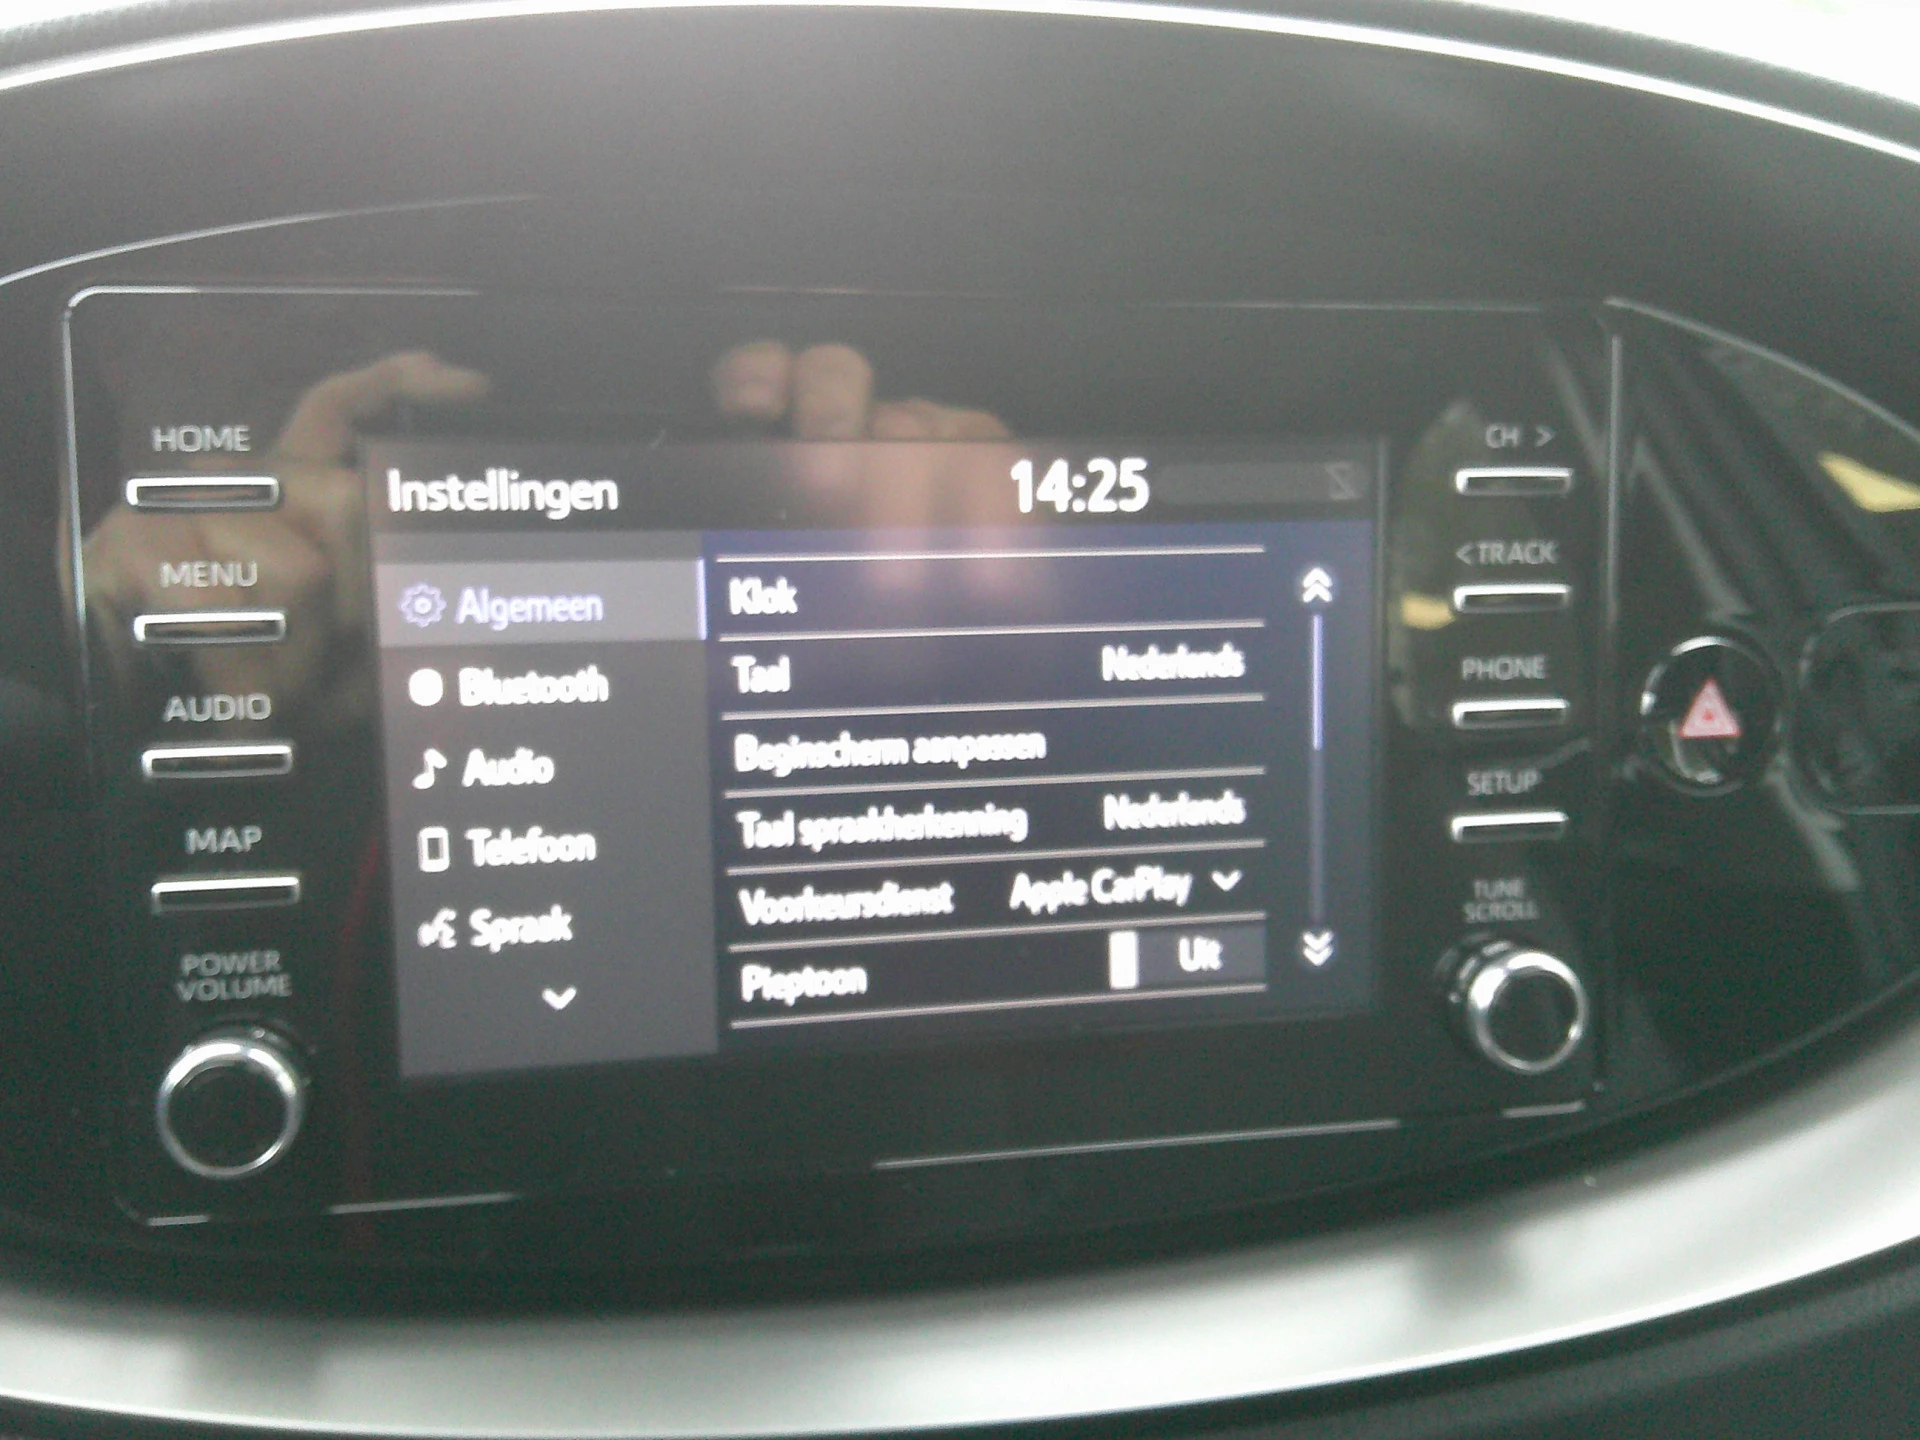 HOME
MENU
AUDIO
MAP
POWER
VOLUME
Instellingen 14:25
Algemeen
Bluetooth
Audio
Telefoon
Spraak
Klok
Taal Nederlands
Beginscherm aanpassen
Taal spraakherkenning Nederlands
Voorkeursdienst Apple CarPlay
Pieptoon Uit
CH >
< TRACK
PHONE
SETUP
TUNE
SCROLL